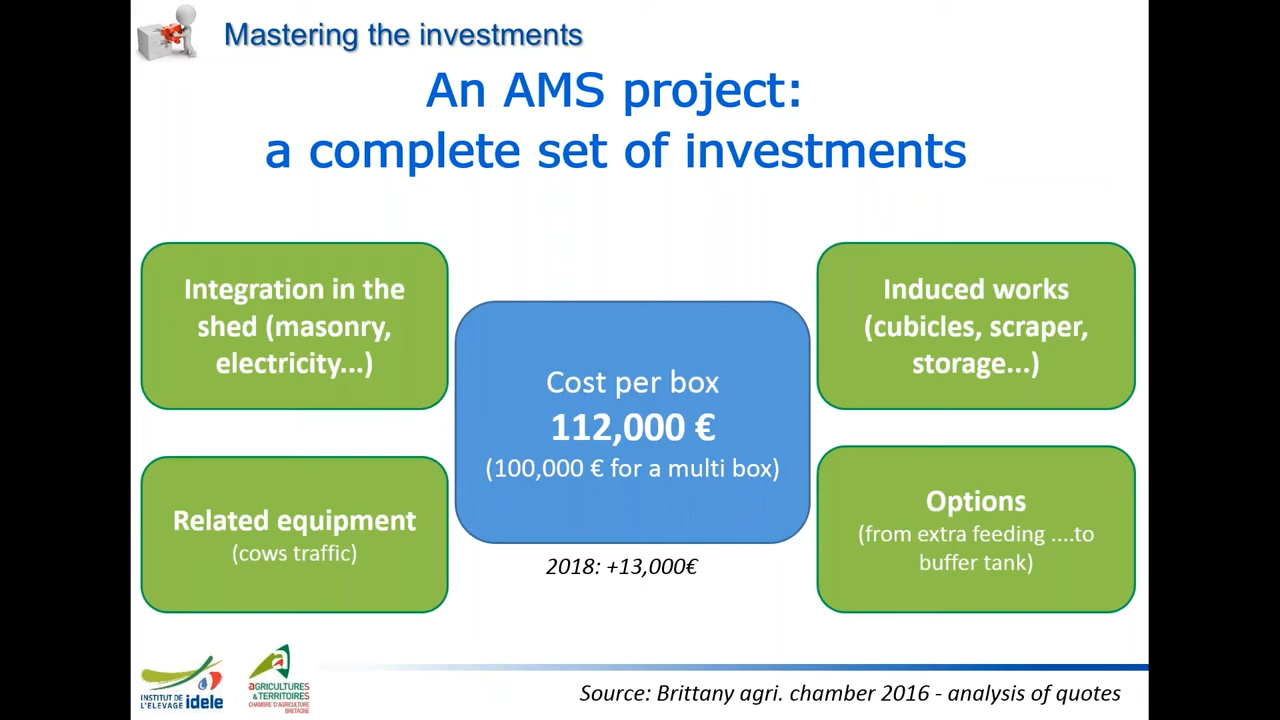 Mastering the investments
An AMS project:
a complete set of investments
Integration in the
shed (masonry,
electricity...)
Related equipment
(cows traffic)
Cost per box
112,000 €
(100,000 € for a multi box)
2018: +13,000€
Induced works
(cubicles, scraper,
storage...)
Options
(from extra feeding ....to
buffer tank)
INSTITUT DE
L'ELEVAGE idele
agRICULTURES
& TERRITOIRES
CHAMBRE D'AGRICULTURE
BRETAGNE
Source: Brittany agri. chamber 2016 - analysis of quotes